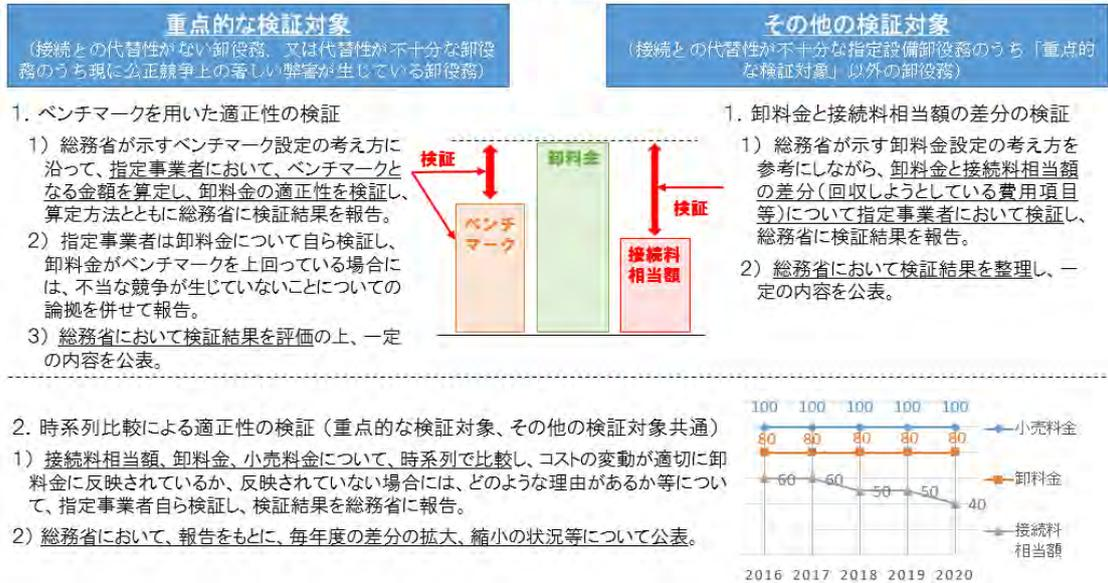 重点的な検証対象
(接続との代替性がない卸役務、又は代替性が不十分な卸役
務のうち現に公正競争上の著しい弊害が生じている卸役務)
その他の検証対象
(接続との代替性が不十分な指定設備卸役務のうち「重点的
な検証対象」以外の卸役務)
1. ベンチマークを用いた適正性の検証
1) 総務省が示すベンチマーク設定の考え方に
沿って、指定事業者において、ベンチマークと
なる金額を算定し、卸料金の適正性を検証し、
算定方法とともに総務省に検証結果を報告。
2) 指定事業者は卸料金について自ら検証し、
卸料金がベンチマークを上回っている場合に
は、不当な競争が生じていないことについての
論拠を併せて報告。
3) 総務省において検証結果を評価の上、一定
の内容を公表。
検証
ベンチ
マーク
卸料金
接続料
相当額
検証
1. 卸料金と接続料相当額の差分の検証
1) 総務省が示す卸料金設定の考え方を
参考にしながら、卸料金と接続料相当額
の差分(回収しようとしている費用項目
等)について指定事業者において検証し、
総務省に検証結果を報告。
2) 総務省において検証結果を整理し、一
定の内容を公表。
2. 時系列比較による適正性の検証(重点的な検証対象、その他の検証対象共通)
1) 接続料相当額、卸料金、小売料金について、時系列で比較し、コストの変動が適切に卸
料金に反映されているか、反映されていない場合には、どのような理由があるか等につい
て、指定事業者自ら検証し、検証結果を総務省に報告。
2) 総務省において、報告をもとに、毎年度の差分の拡大、縮小の状況等について公表。
100 100 100 100 100
80 80 80 80 80
60 60 50 50 40
小売料金
卸料金
接続料
相当額
2016 2017 2018 2019 2020